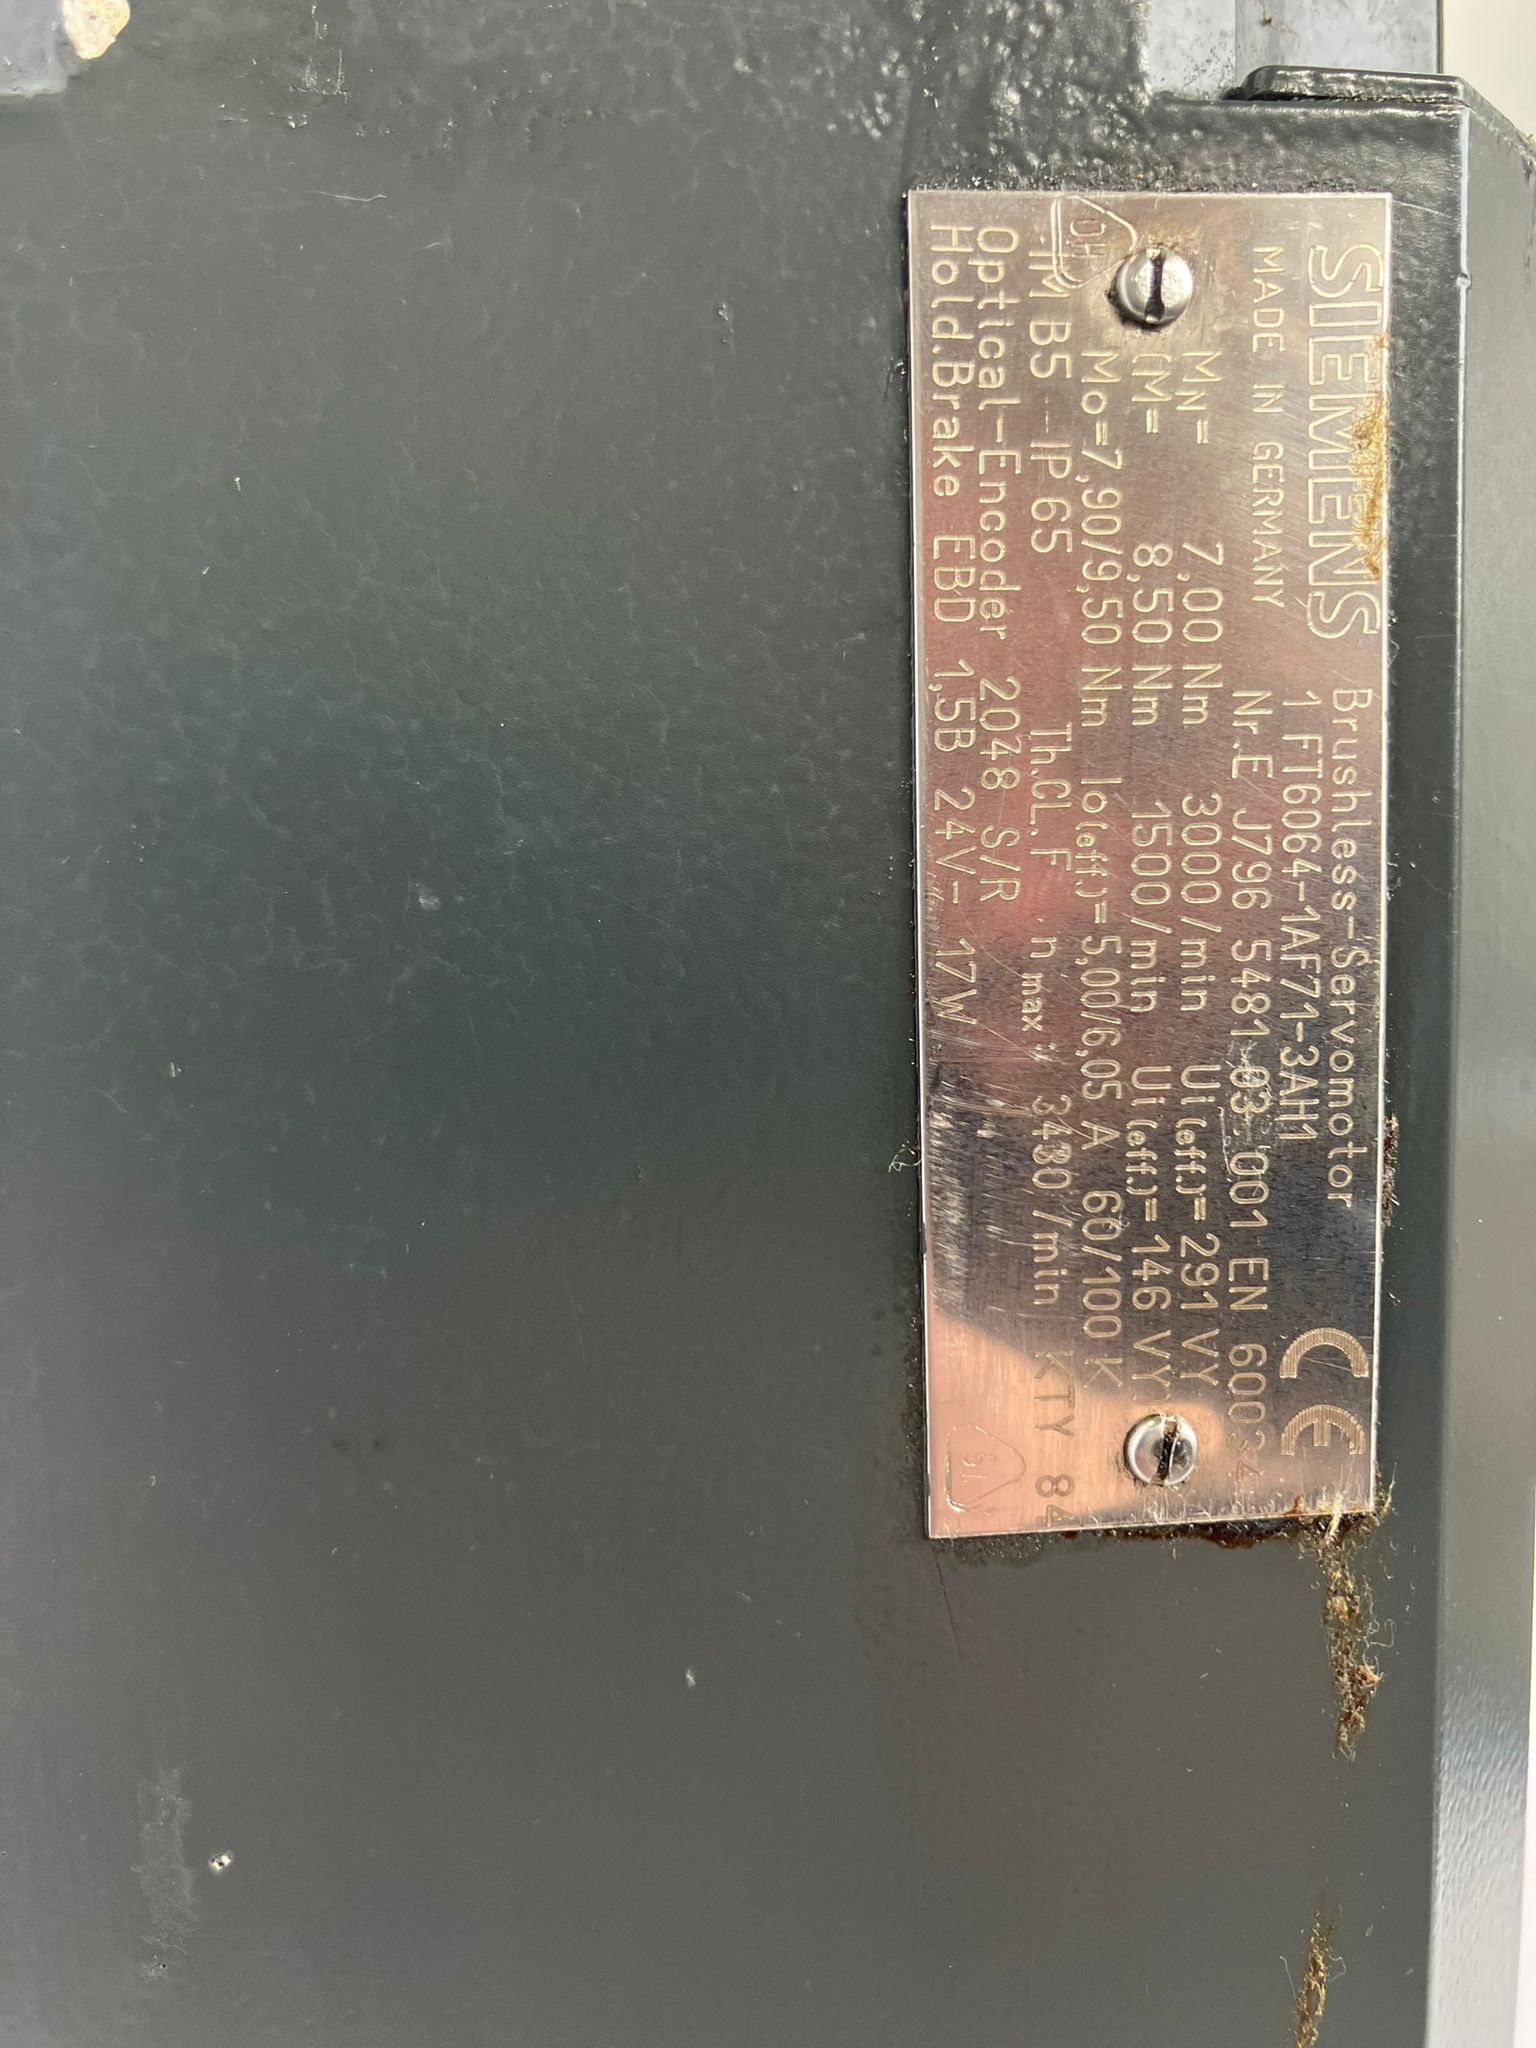 SIEMENS Brushless-Servomotor
1 FT6064-1AF71-3AH1
MADE IN GERMANY Nr.E J796 5481 03 001 EN 60034
MN= 7,00 Nm 3000/min Ui(eff.)= 291 VY
(M= 8,50 Nm 1500/min Ui(eff.)= 146 VY)
Mo=7,90/9,50 Nm Io(eff.)= 5,00/6,05 A 60/100 K
IM B5 IP 65 Th.CL.F n max: 3430 /min KTY 84
Optical-Encoder 2048 S/R
Hold.Brake EBD 1,5B 24V- 17W
CE